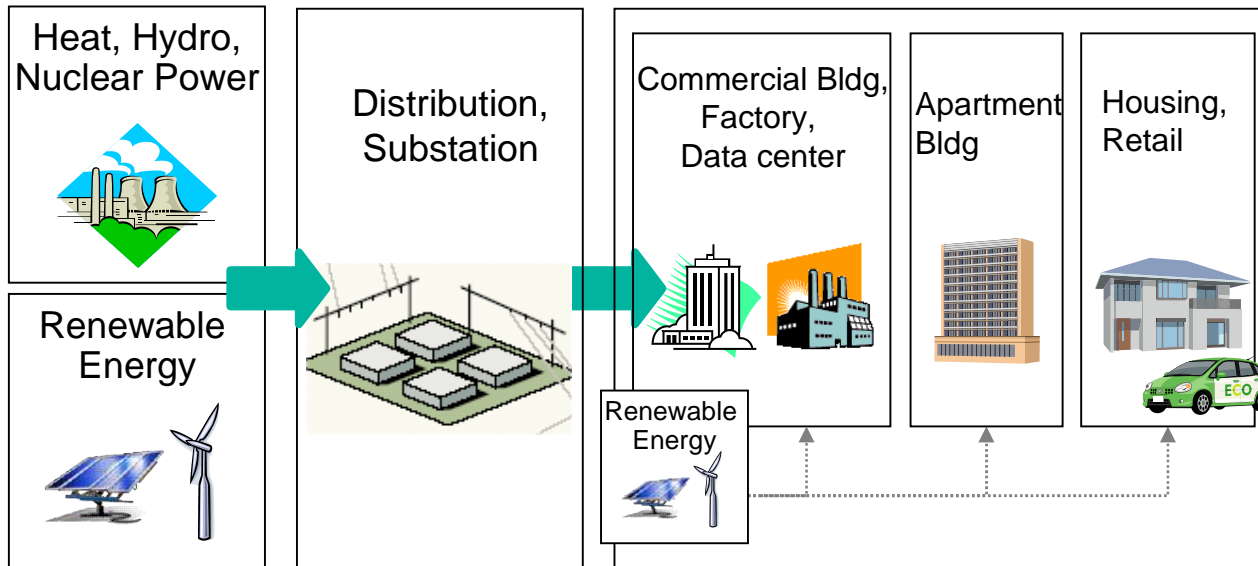 Heat, Hydro,
Nuclear Power
Renewable
Energy
Distribution,
Substation
Commercial Bldg,
Factory,
Data center
Apartment
Bldg
Housing,
Retail
ECO
Renewable
Energy